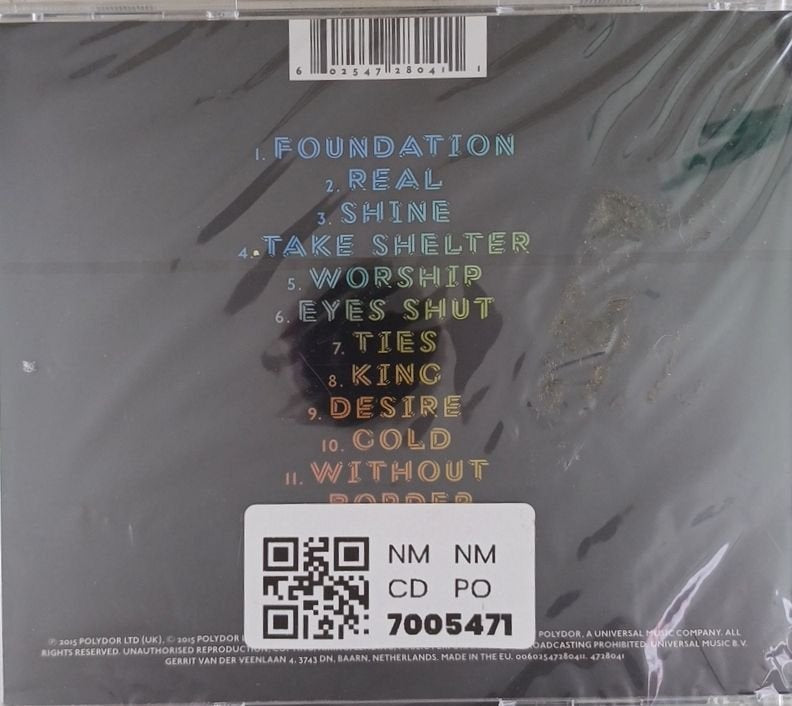 6 02547 28041 1
1. FOUNDATION
2. REAL
3. SHINE
4. TAKE SHELTER
5. WORSHIP
6. EYES SHUT
7. TIES
8. KING
9. DESIRE
10. GOLD
11. WITHOUT
BORDER
NM NM
CD PO
7005471
℗ 2015 POLYDOR LTD (UK), © 2015 POLYDOR POLYDOR, A UNIVERSAL MUSIC COMPANY. ALL
RIGHTS RESERVED. UNAUTHORISED REPRODUCTION, BROADCASTING PROHIBITED. UNIVERSAL MUSIC B.V.
GERRIT VAN DER VEENLAAN 4, 3743 DN, BAARN, NETHERLANDS. MADE IN THE EU. 00602547280411. 4728041